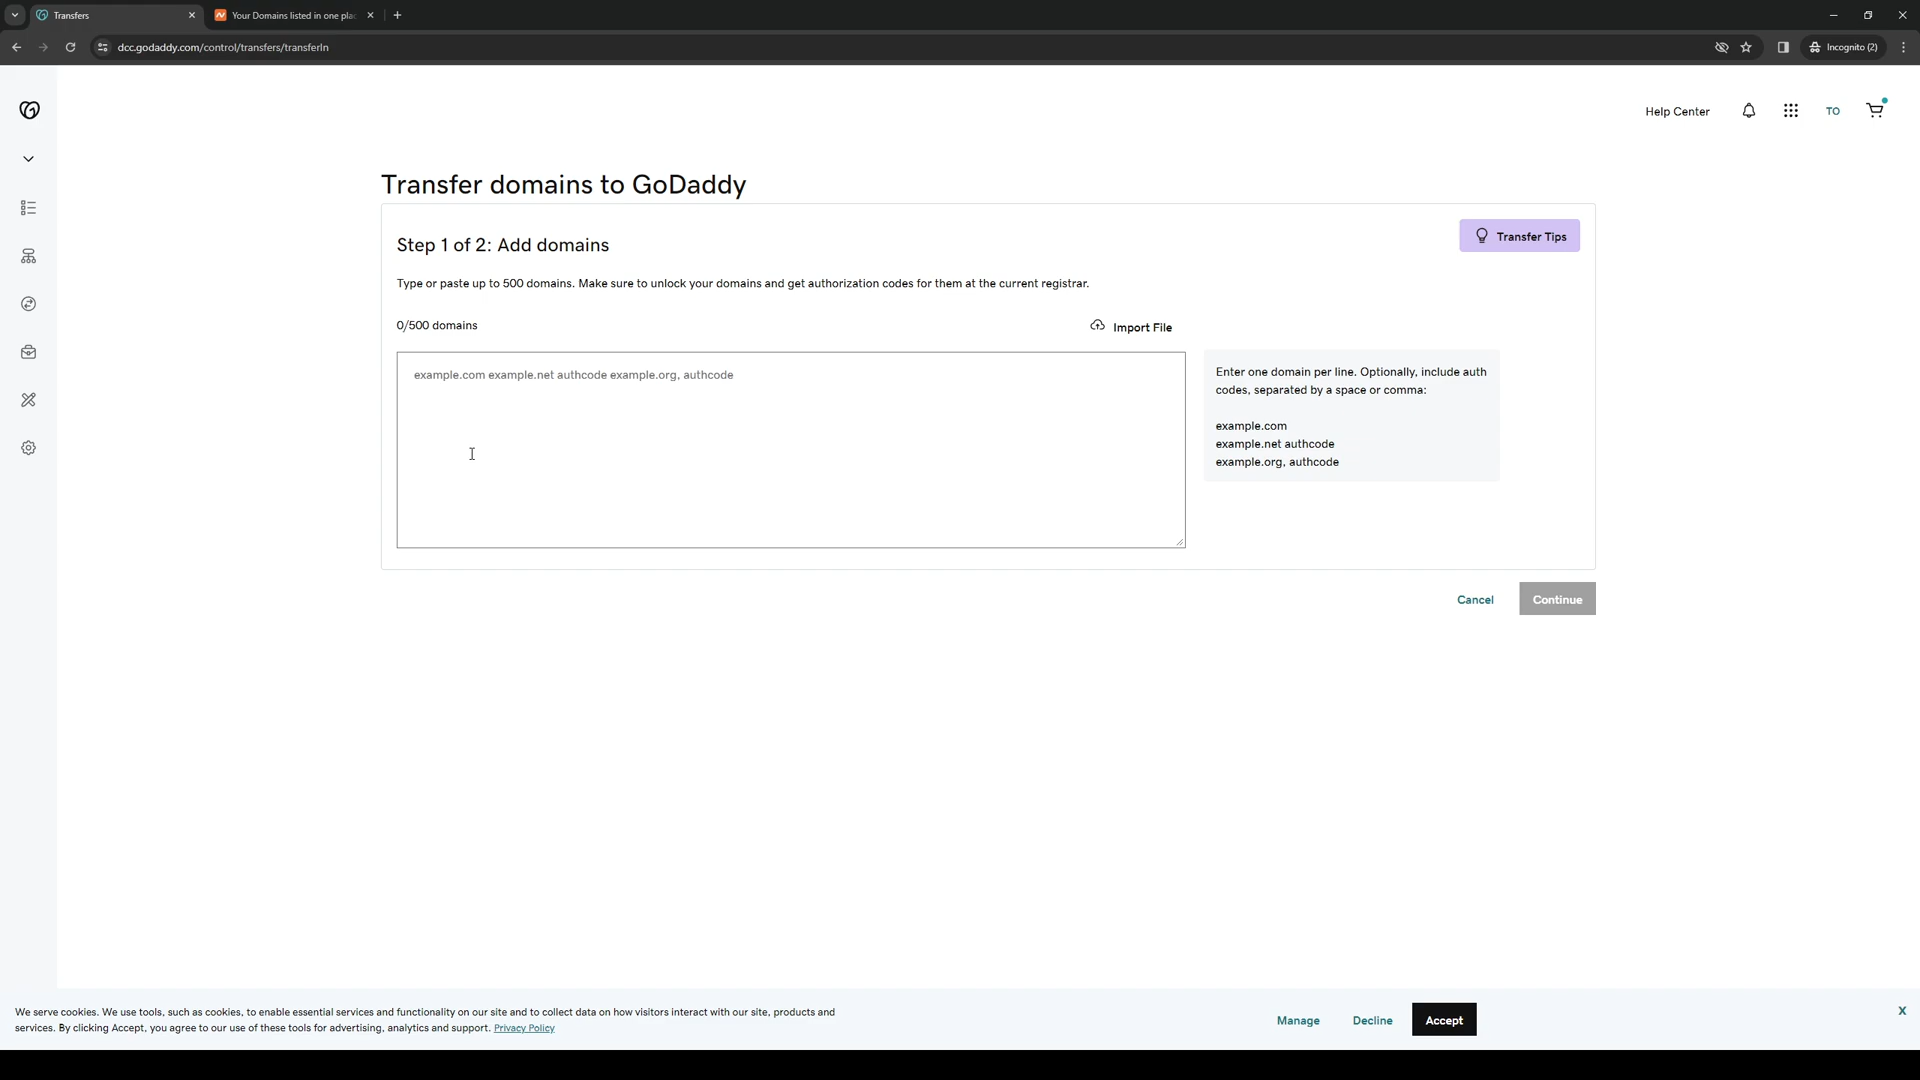 Transfers
Your Domains listed in one pla
dcc.godaddy.com/control/transfers/transferIn
Incognito (2)
Help Center
TO
Transfer domains to GoDaddy
Step 1 of 2: Add domains
Transfer Tips
Type or paste up to 500 domains. Make sure to unlock your domains and get authorization codes for them at the current registrar.
0/500 domains
Import File
example.com example.net authcode example.org, authcode
Enter one domain per line. Optionally, include auth
codes, separated by a space or comma:
example.com
example.net authcode
example.org, authcode
Cancel
Continue
We serve cookies. We use tools, such as cookies, to enable essential services and functionality on our site and to collect data on how visitors interact with our site, products and
services. By clicking Accept, you agree to our use of these tools for advertising, analytics and support. Privacy Policy
Manage
Decline
Accept
X